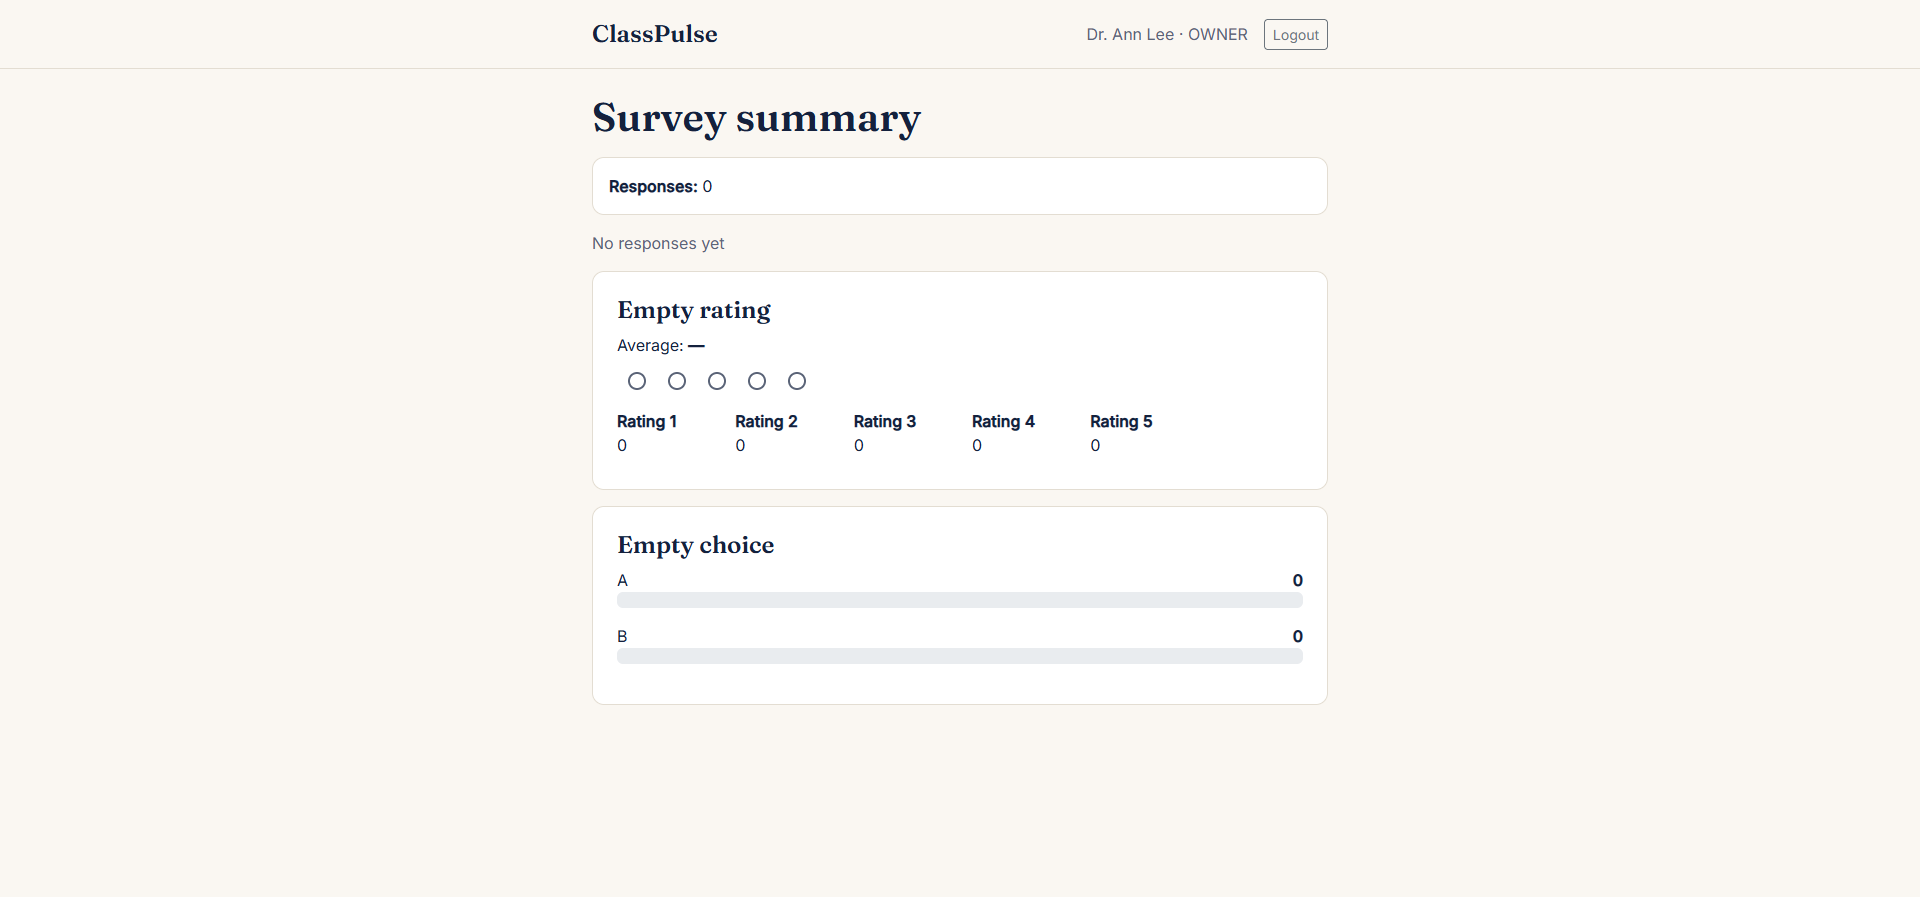 ClassPulse
Dr. Ann Lee · OWNER
Logout
Survey summary
Responses: 0
No responses yet
Empty rating
Average: —
Rating 1 Rating 2 Rating 3 Rating 4 Rating 5
0 0 0 0 0
Empty choice
A 0
B 0